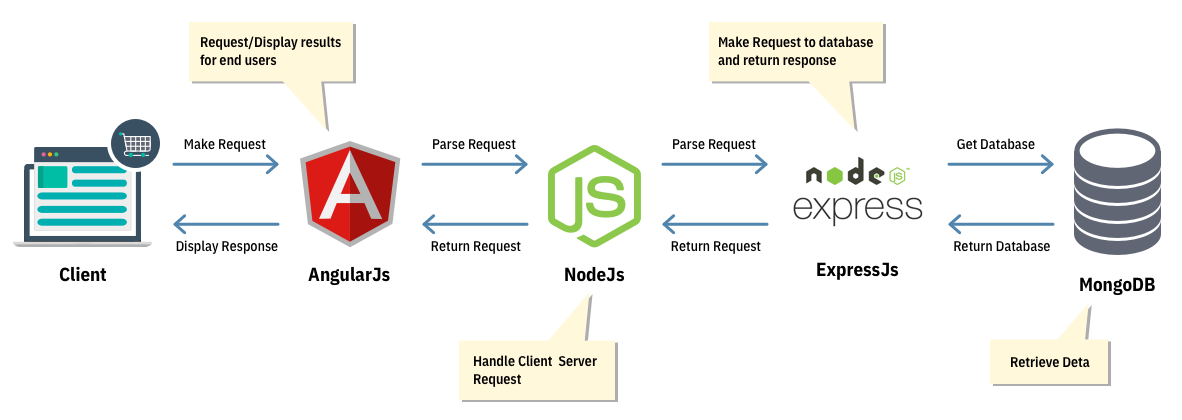 Request/Display results
for end users
Make Request to database
and return response
Make Request
Parse Request
Parse Request
Get Database
JS
node JS
express
Display Response
Return Request
Return Request
Return Database
Client
AngularJs
NodeJs
ExpressJs
MongoDB
Handle Client Server
Request
Retrieve Deta